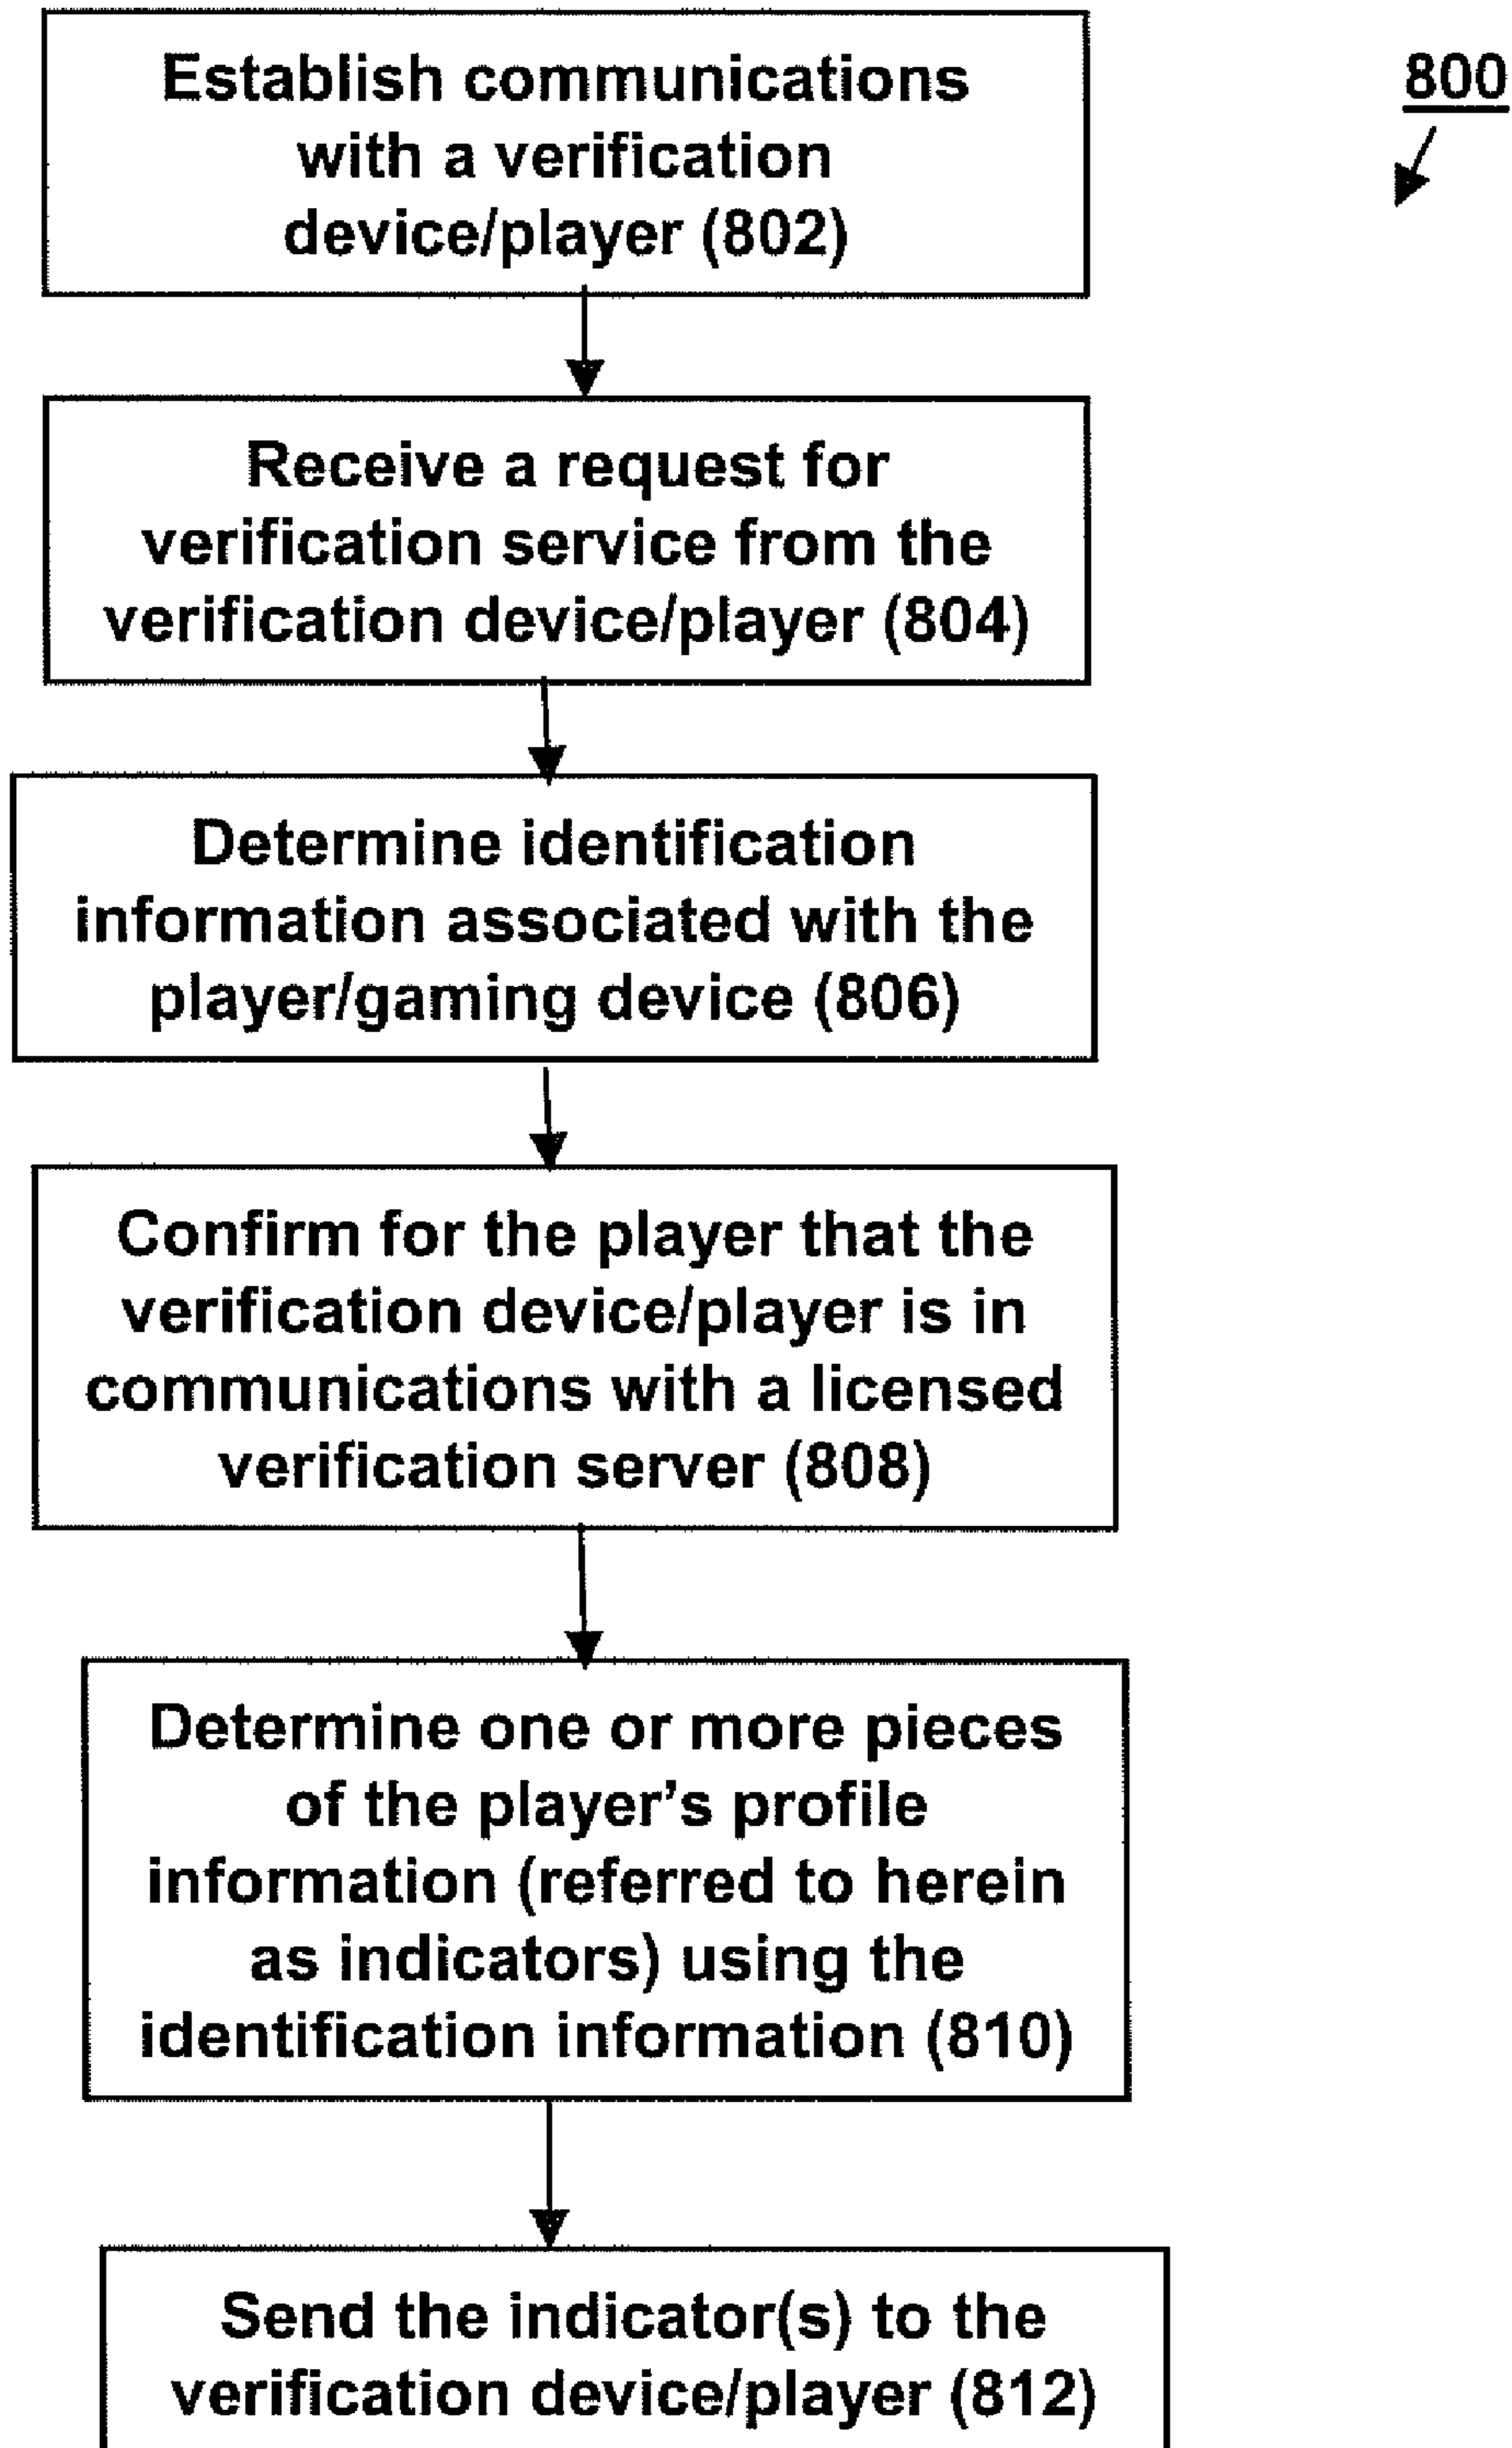 Establish communications
with a verification
device/player (802)
800
Receive a request for
verification service from the
verification device/player (804)
Determine identification
information associated with the
player/gaming device (806)
Confirm for the player that the
verification device/player is in
communications with a licensed
verification server (808)
Determine one or more pieces
of the player's profile
information (referred to herein
as indicators) using the
identification information (810)
Send the indicator(s) to the
verification device/player (812)